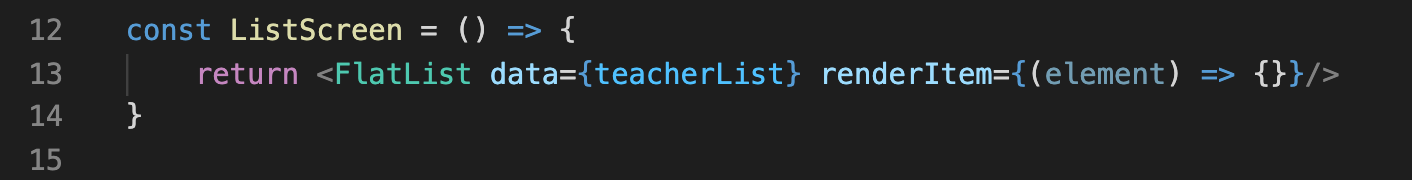 12 const ListScreen = () => {
13 return <FlatList data={teacherList} renderItem={(element) => {}}/>
14 }
15